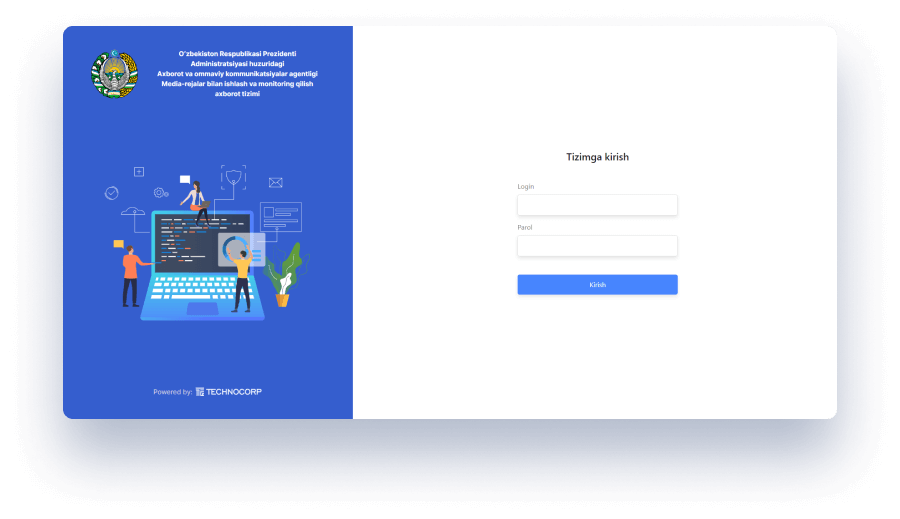 O'zbekiston Respublikasi Prezidenti
Administratsiyasi huzuridagi
Axborot va ommaviy kommunikatsiyalar agentligi
Media-rejalar bilan ishlash va monitoring qilish
axborot tizimi
Powered by: TECHNOCORP
Tizimga kirish
Login
Parol
Kirish